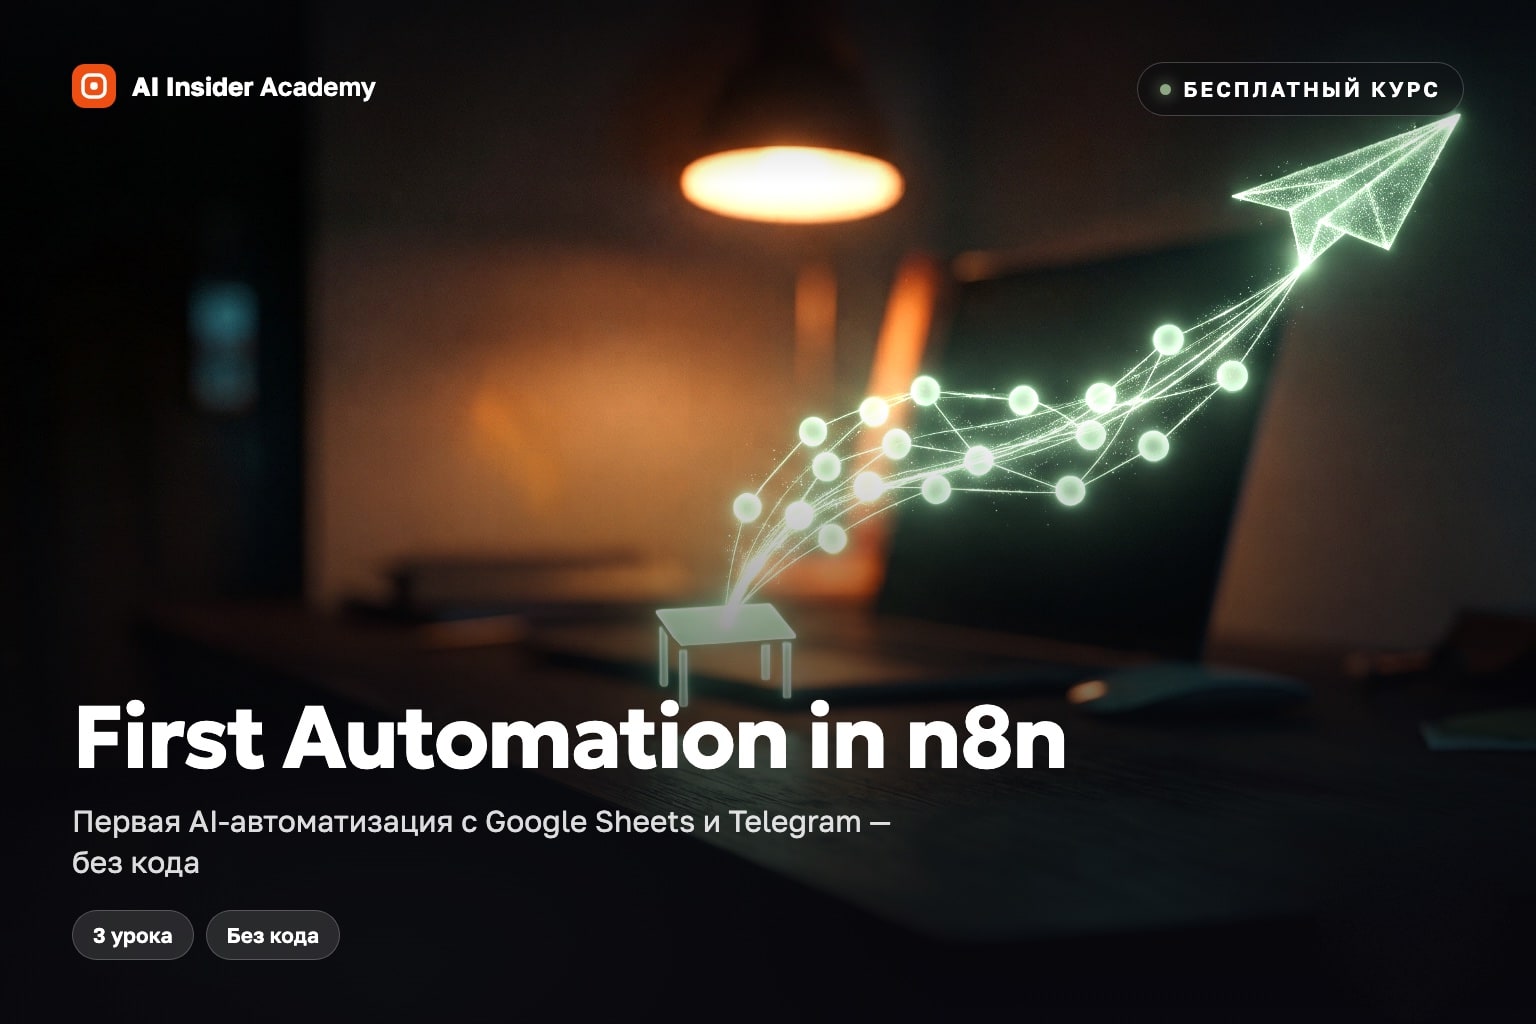 AI Insider Academy
БЕСПЛАТНЫЙ КУРС
First Automation in n8n
Первая AI-автоматизация с Google Sheets и Telegram —
без кода
3 урока
Без кода